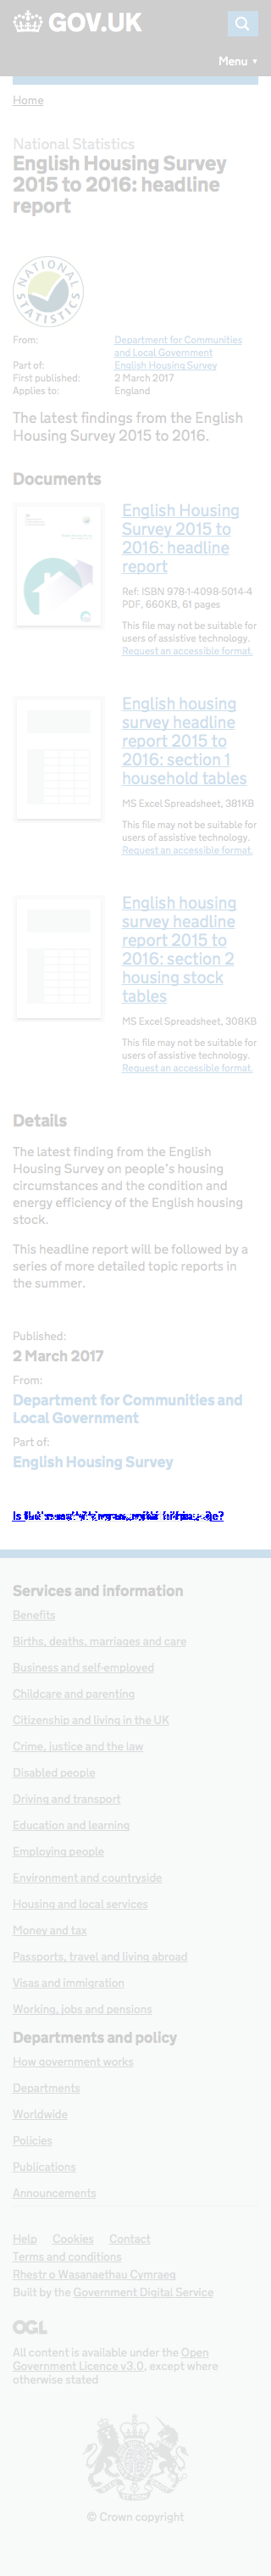 GOV.UK
Menu ▼
Home
National Statistics
English Housing Survey
2015 to 2016: headline
report
NATIONAL STATISTICS
From:
Department for Communities
and Local Government
Part of:
English Housing Survey
First published:
2 March 2017
Applies to:
England
The latest findings from the English
Housing Survey 2015 to 2016.
Documents
English Housing
Survey 2015 to
2016: headline
report
Ref: ISBN 978-1-4098-5014-4
PDF, 660KB, 61 pages
This file may not be suitable for
users of assistive technology.
Request an accessible format.
English housing
survey headline
report 2015 to
2016: section 1
household tables
MS Excel Spreadsheet, 381KB
This file may not be suitable for
users of assistive technology.
Request an accessible format.
English housing
survey headline
report 2015 to
2016: section 2
housing stock
tables
MS Excel Spreadsheet, 308KB
This file may not be suitable for
users of assistive technology.
Request an accessible format.
Details
The latest finding from the English
Housing Survey on people's housing
circumstances and the condition and
energy efficiency of the English housing
stock.
This headline report will be followed by a
series of more detailed topic reports in
the summer.
Published:
2 March 2017
From:
Department for Communities and
Local Government
Part of:
English Housing Survey
Services and information
Benefits
Births, deaths, marriages and care
Business and self-employed
Childcare and parenting
Citizenship and living in the UK
Crime, justice and the law
Disabled people
Driving and transport
Education and learning
Employing people
Environment and countryside
Housing and local services
Money and tax
Passports, travel and living abroad
Visas and immigration
Working, jobs and pensions
Departments and policy
How government works
Departments
Worldwide
Policies
Publications
Announcements
Help Cookies Contact
Terms and conditions
Rhestr o Wasanaethau Cymraeg
Built by the Government Digital Service
OGL
All content is available under the Open
Government Licence v3.0, except where
otherwise stated
© Crown copyright